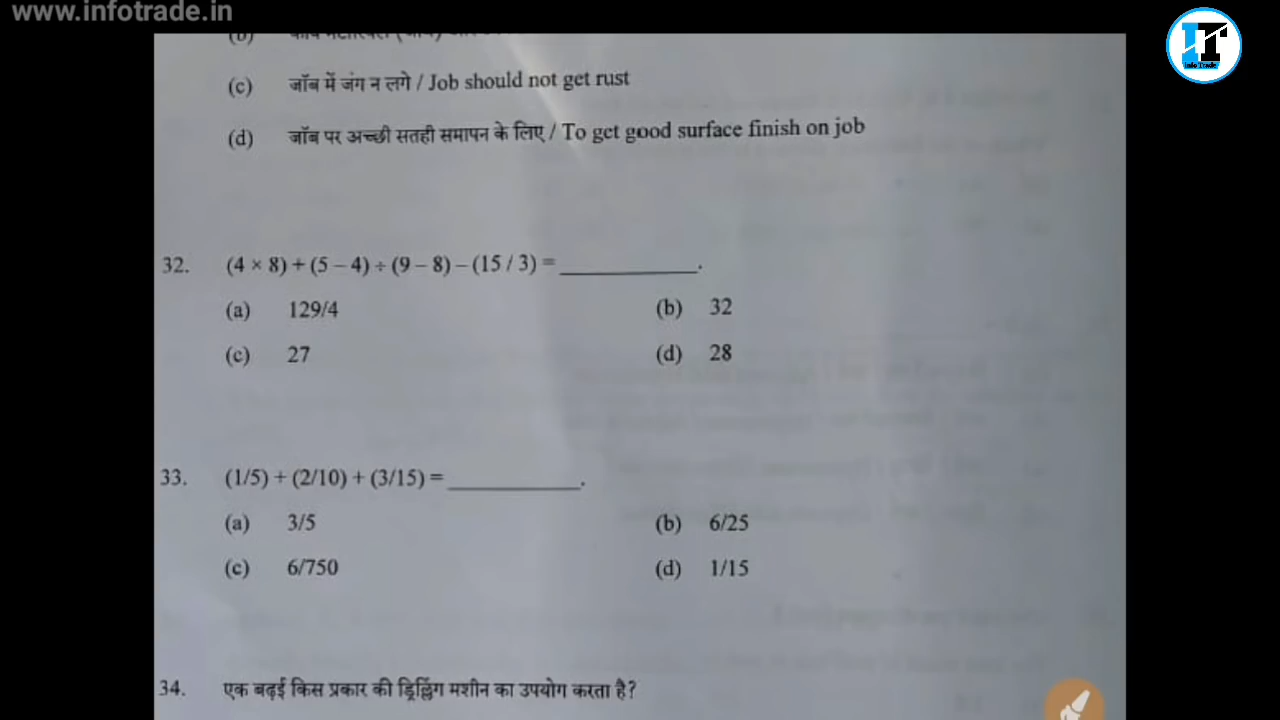 www.infotrade.in
IT
Info Trade
(b)
(c) जॉब में जंग न लगे / Job should not get rust
(d) जॉब पर अच्छी सतही समापन के लिए / To get good surface finish on job
32. (4 × 8) + (5 – 4) ÷ (9 – 8) – (15 / 3) = ____________.
(a) 129/4 (b) 32
(c) 27 (d) 28
33. (1/5) + (2/10) + (3/15) = ____________.
(a) 3/5 (b) 6/25
(c) 6/750 (d) 1/15
34. एक बढ़ई किस प्रकार की ड्रिल्लिंग मशीन का उपयोग करता है?